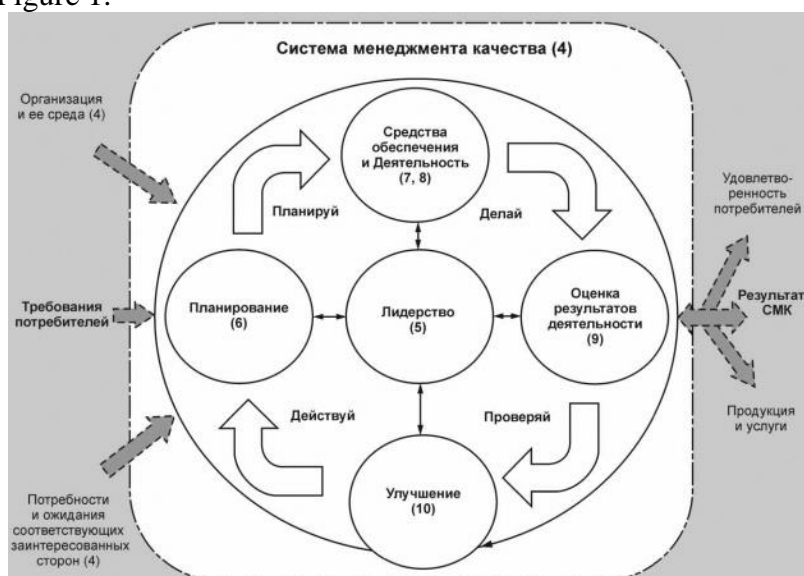 Figure 1.
Система менеджмента качества (4)
Организация
и ее среда (4)
Средства
обеспечения
и Деятельность
(7, 8)
Удовлетво-
ренность
потребителей
Планируй
Делай
Требования
потребителей
Планирование
(6)
Лидерство
(5)
Оценка
результатов
деятельности
(9)
Результат
СМК
Действуй
Проверяй
Продукция
и услуги
Потребности
и ожидания
соответствующих
заинтересованных
сторон (4)
Улучшение
(10)